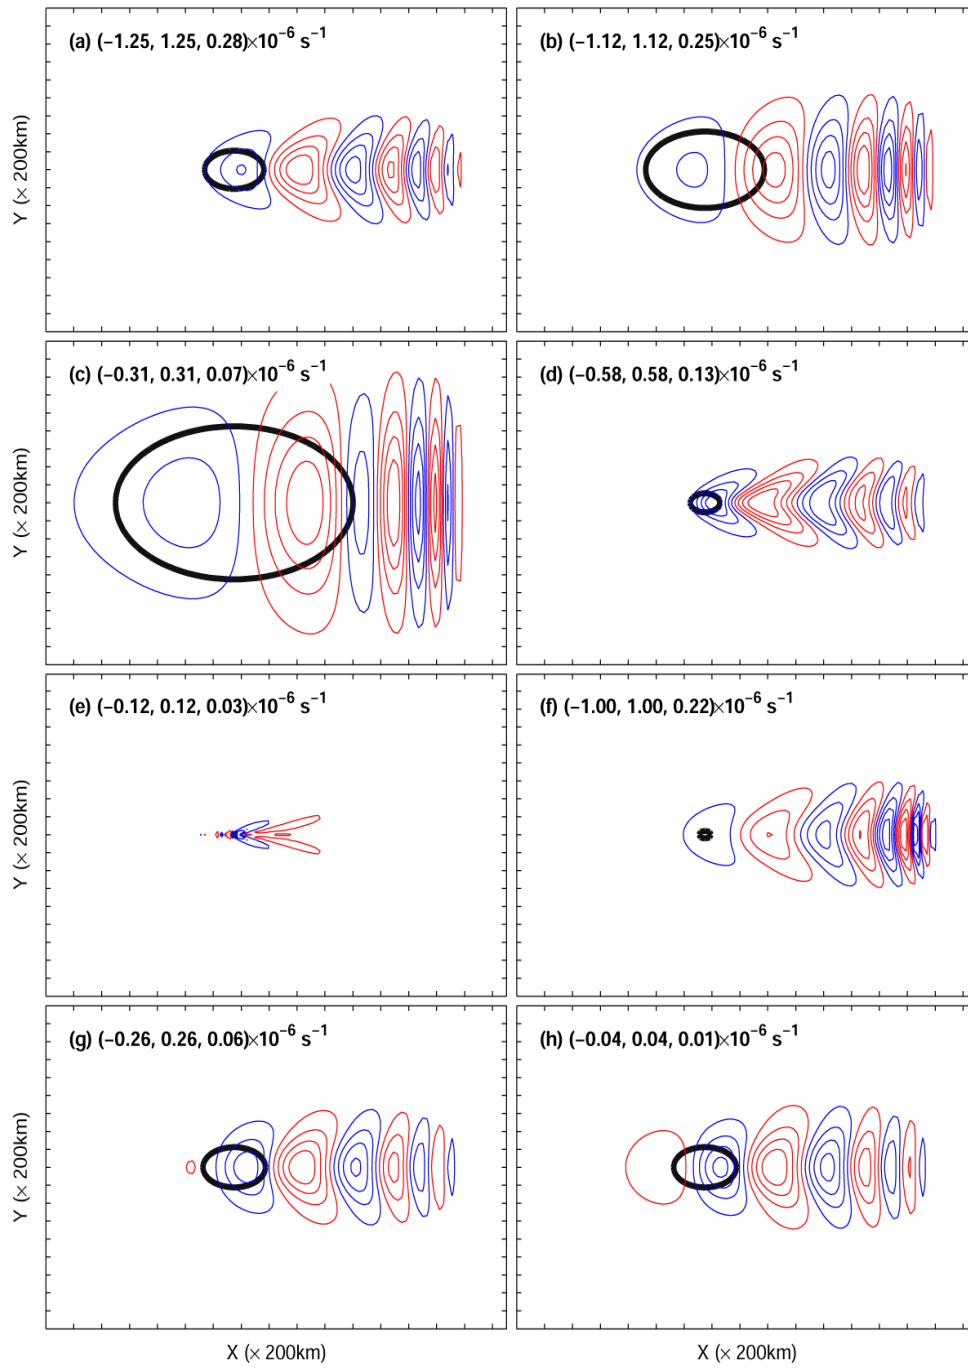 (a) (−1.25, 1.25, 0.28)×10−6 s−1
(b) (−1.12, 1.12, 0.25)×10−6 s−1
Y (× 200km)
(c) (−0.31, 0.31, 0.07)×10−6 s−1
(d) (−0.58, 0.58, 0.13)×10−6 s−1
Y (× 200km)
(e) (−0.12, 0.12, 0.03)×10−6 s−1
(f) (−1.00, 1.00, 0.22)×10−6 s−1
Y (× 200km)
(g) (−0.26, 0.26, 0.06)×10−6 s−1
(h) (−0.04, 0.04, 0.01)×10−6 s−1
Y (× 200km)
X (× 200km)
X (× 200km)